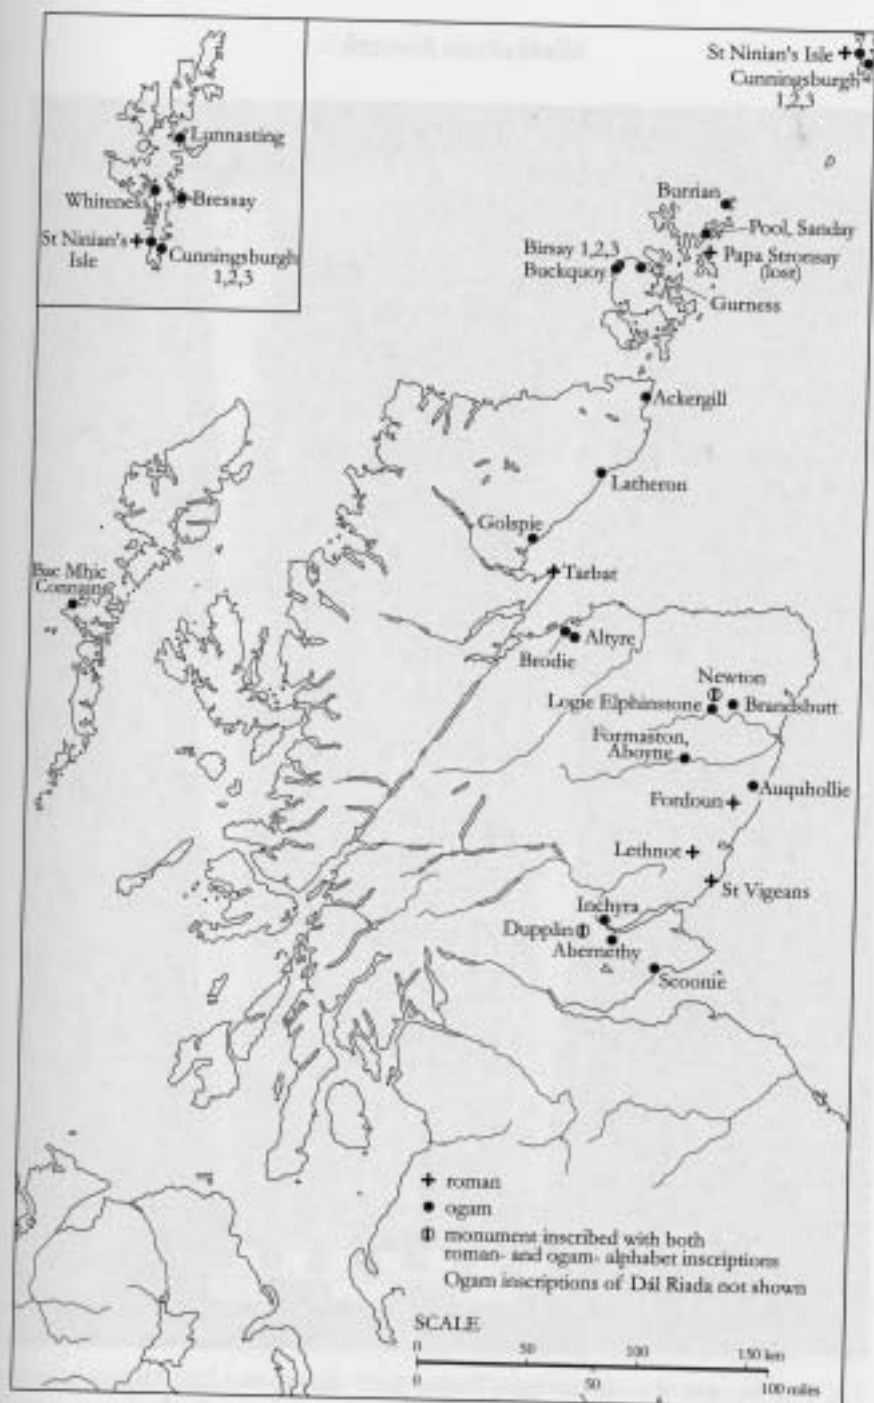 Lunnasting
Whiteness
Bressay
St Ninian's
Isle
Cunningsburgh
1,2,3
St Ninian's Isle
Cunningsburgh
1,2,3
Burrian
Pool, Sanday
Birsay 1,2,3
Buckquoy
Papa Stronsay
(lost)
Gurness
Ackergill
Latheron
Golspie
Tarbat
Bac Mhic
Connain
Altyre
Brodie
Newton
Logie Elphinstone
Brandsbutt
Formaston,
Aboyne
Auquhollie
Fordoun
Lethnot
St Vigeans
Inchyra
Dupplin
Abernethy
Scoonie
roman
ogam
monument inscribed with both
roman- and ogam- alphabet inscriptions
Ogam inscriptions of Dál Riada not shown
SCALE
0 50 100 150 km
0 50 100 miles